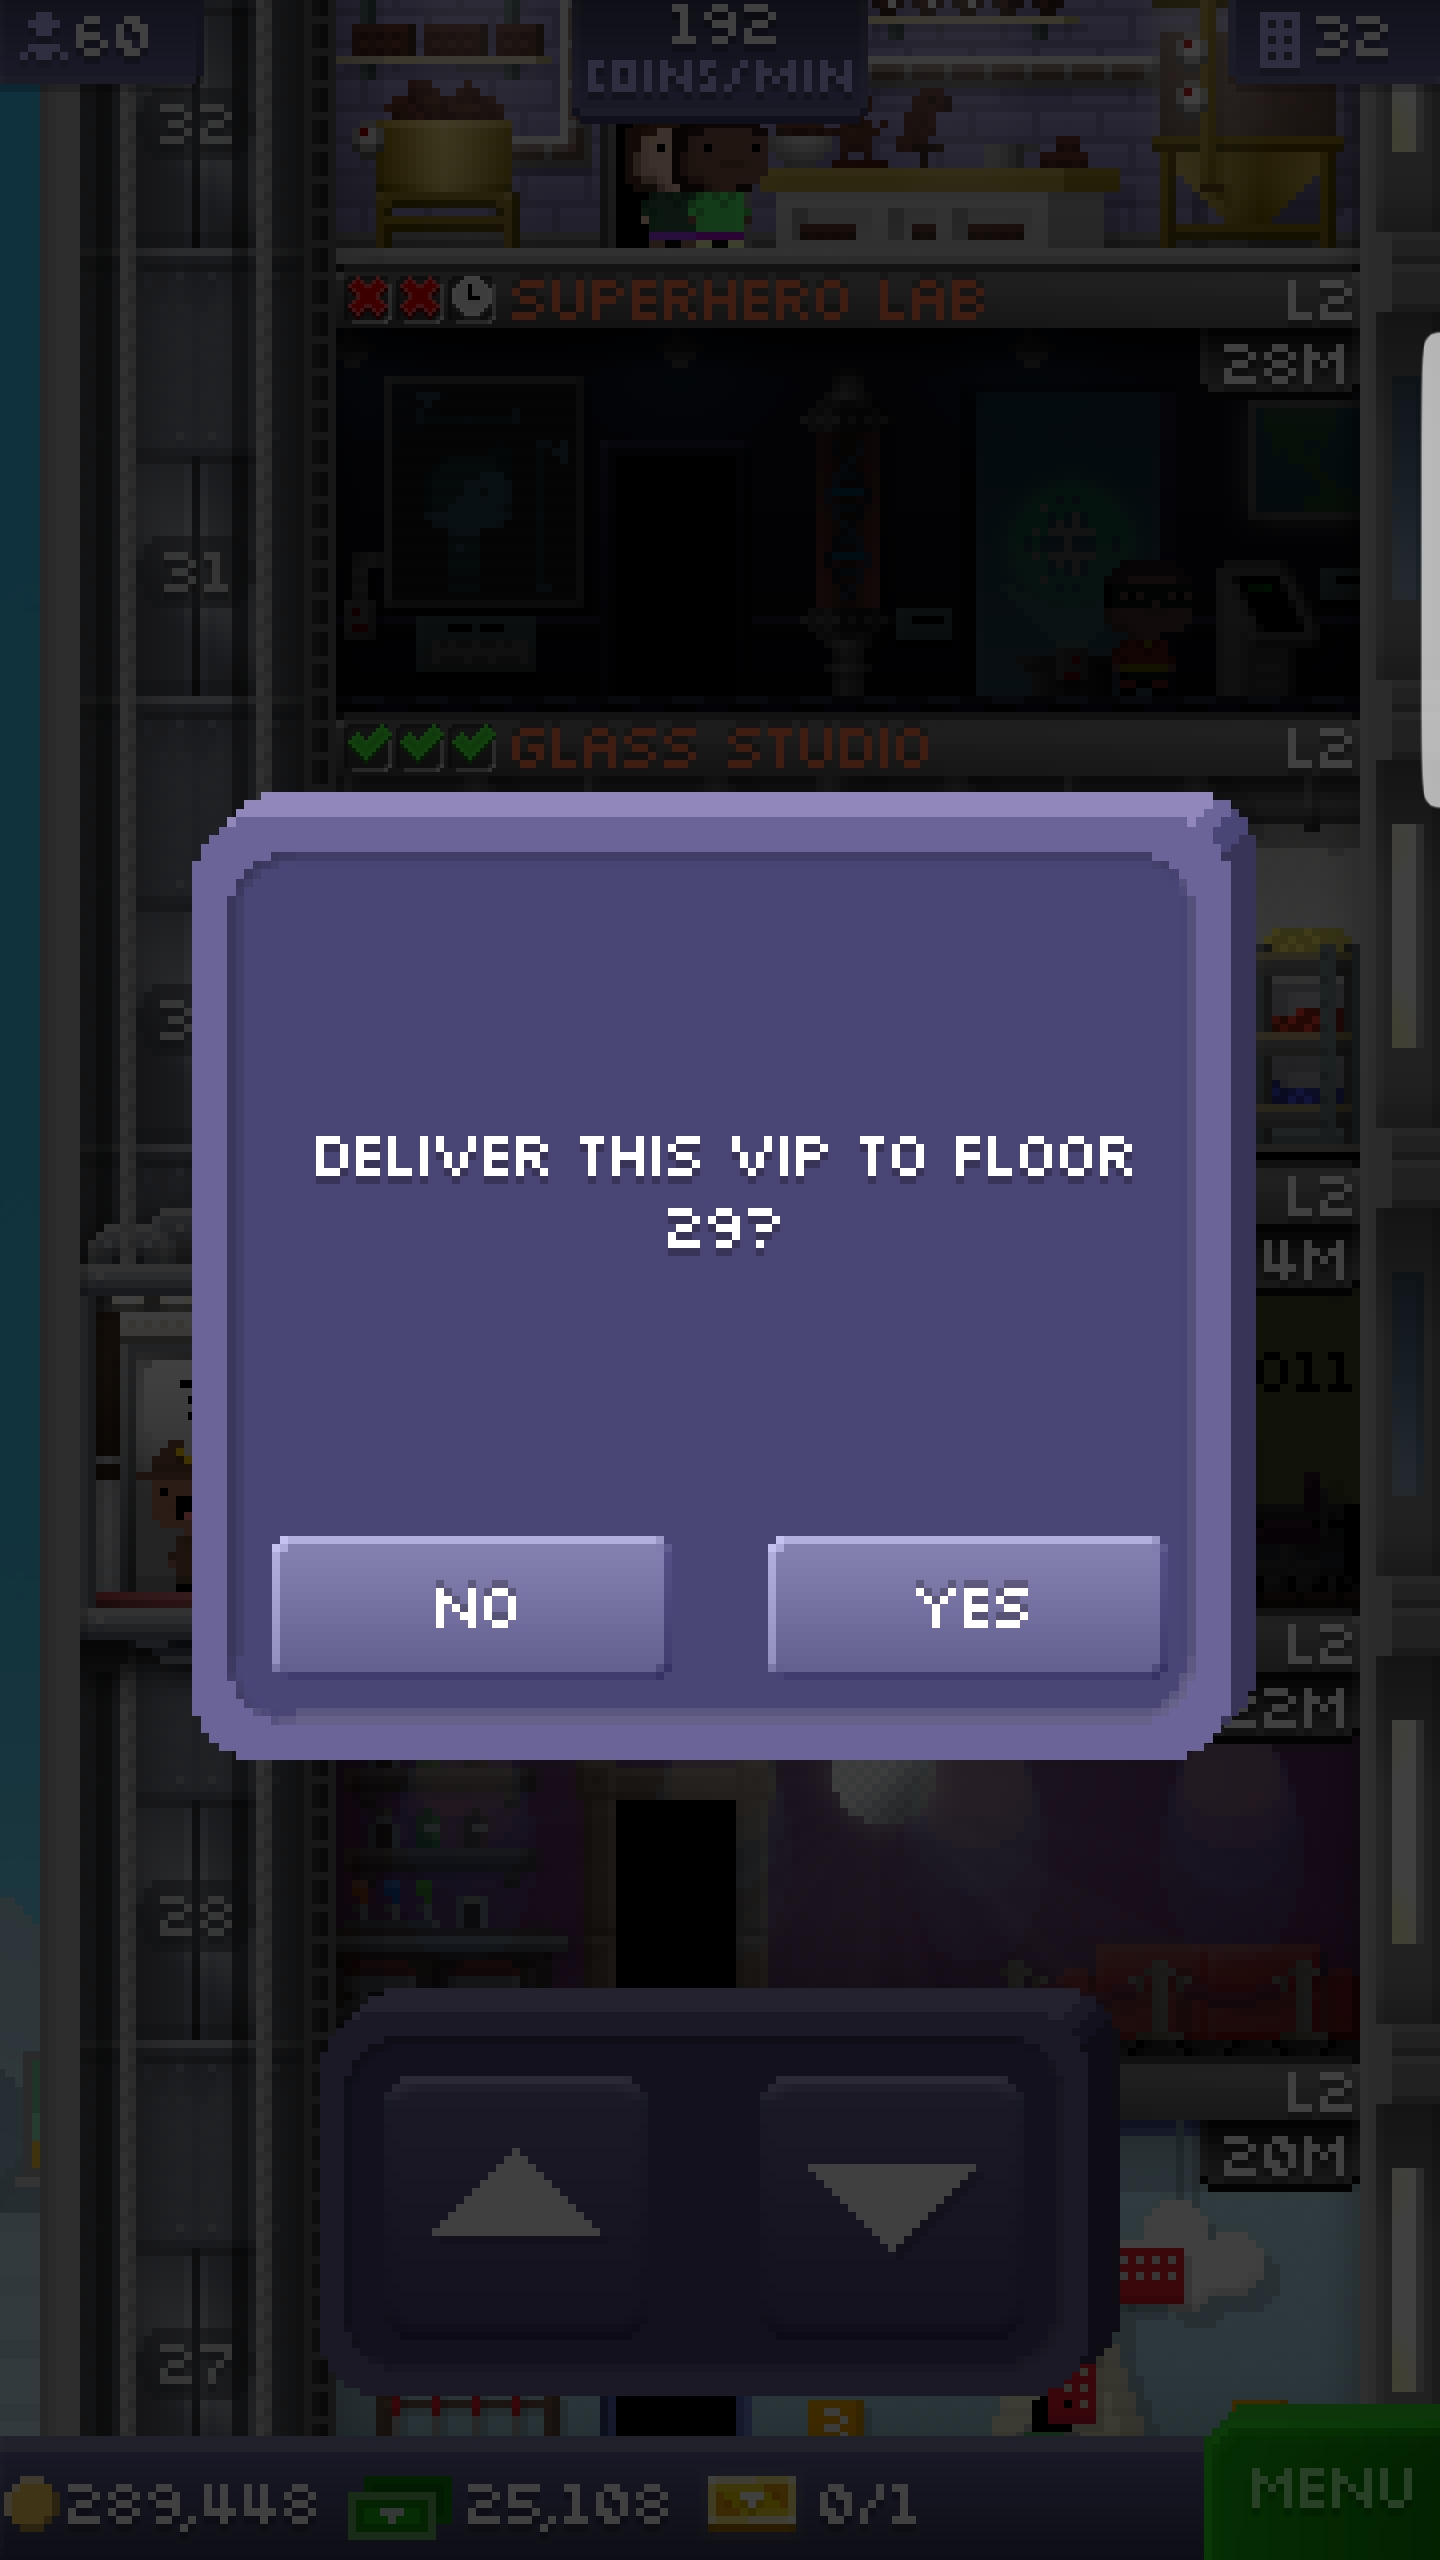 60
192
COINS/MIN
32
32
SUPERHERO LAB
L2
28M
31
GLASS STUDIO
L2
DELIVER THIS VIP TO FLOOR
29?
NO
YES
L2
4M
011
L2
22M
28
L2
20M
27
289,448
25,108
0/1
MENU